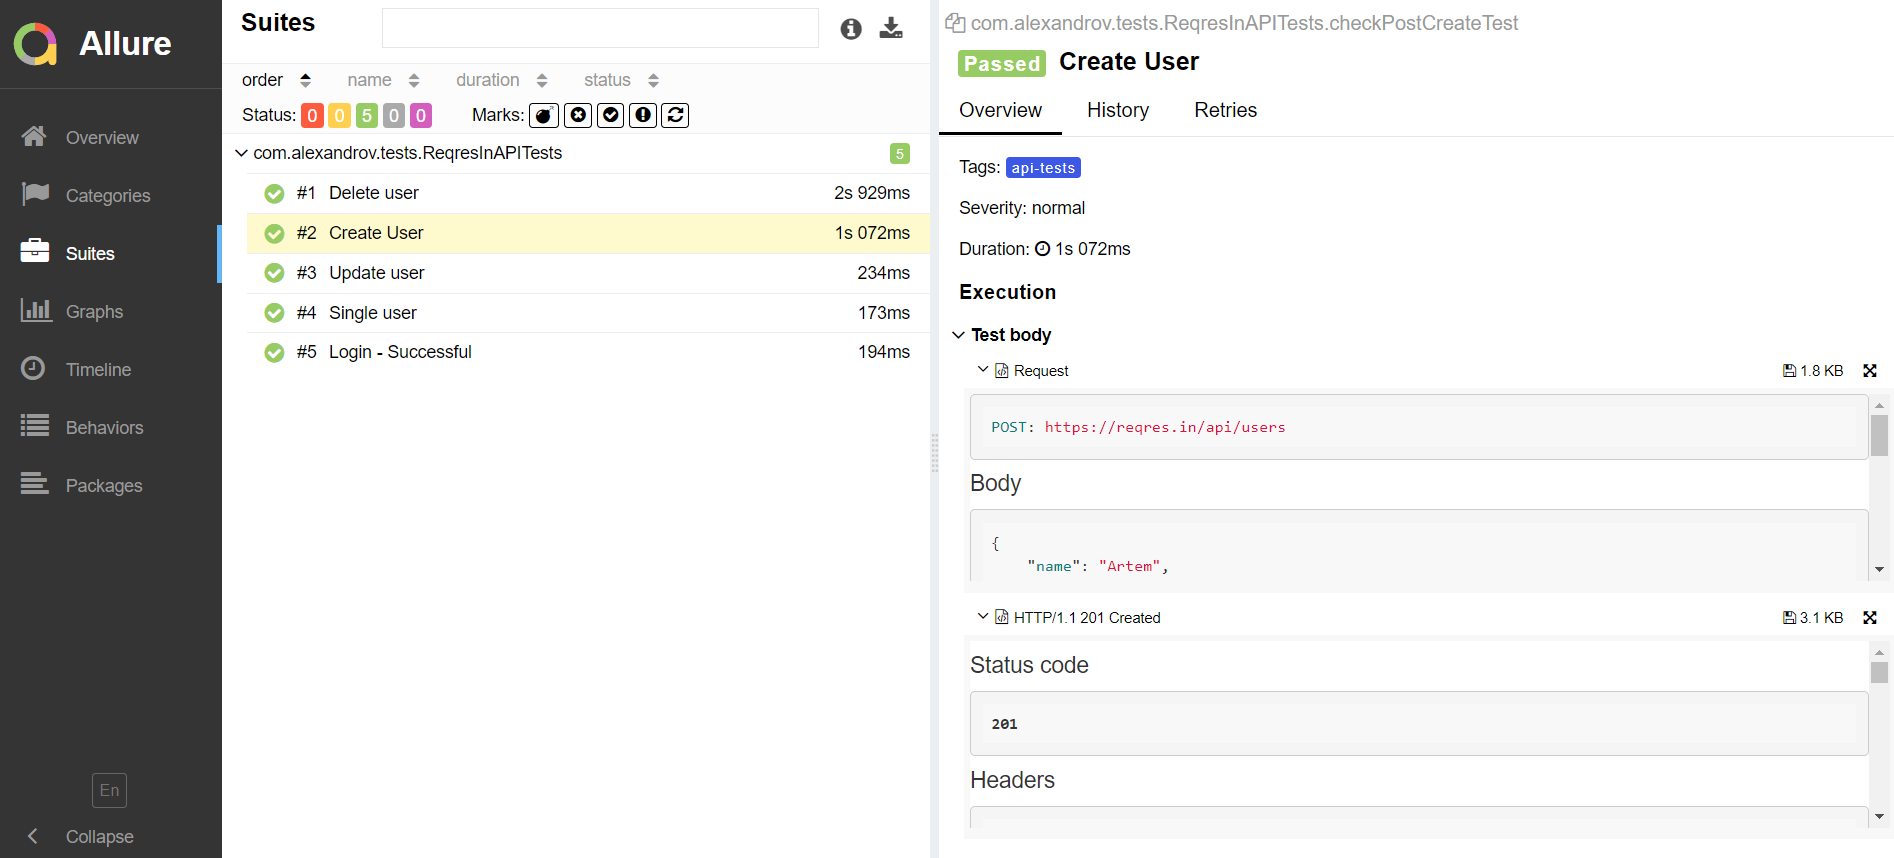 Allure
Overview
Categories
Suites
Graphs
Timeline
Behaviors
Packages
En
Collapse
Suites
order name duration status
Status: 0 0 5 0 0 Marks:
com.alexandrov.tests.ReqresInAPITests 5
#1 Delete user 2s 929ms
#2 Create User 1s 072ms
#3 Update user 234ms
#4 Single user 173ms
#5 Login - Successful 194ms
com.alexandrov.tests.ReqresInAPITests.checkPostCreateTest
Passed Create User
Overview History Retries
Tags: api-tests
Severity: normal
Duration: 1s 072ms
Execution
Test body
Request 1.8 KB
POST: https://reqres.in/api/users
Body
{
"name": "Artem",
HTTP/1.1 201 Created 3.1 KB
Status code
201
Headers